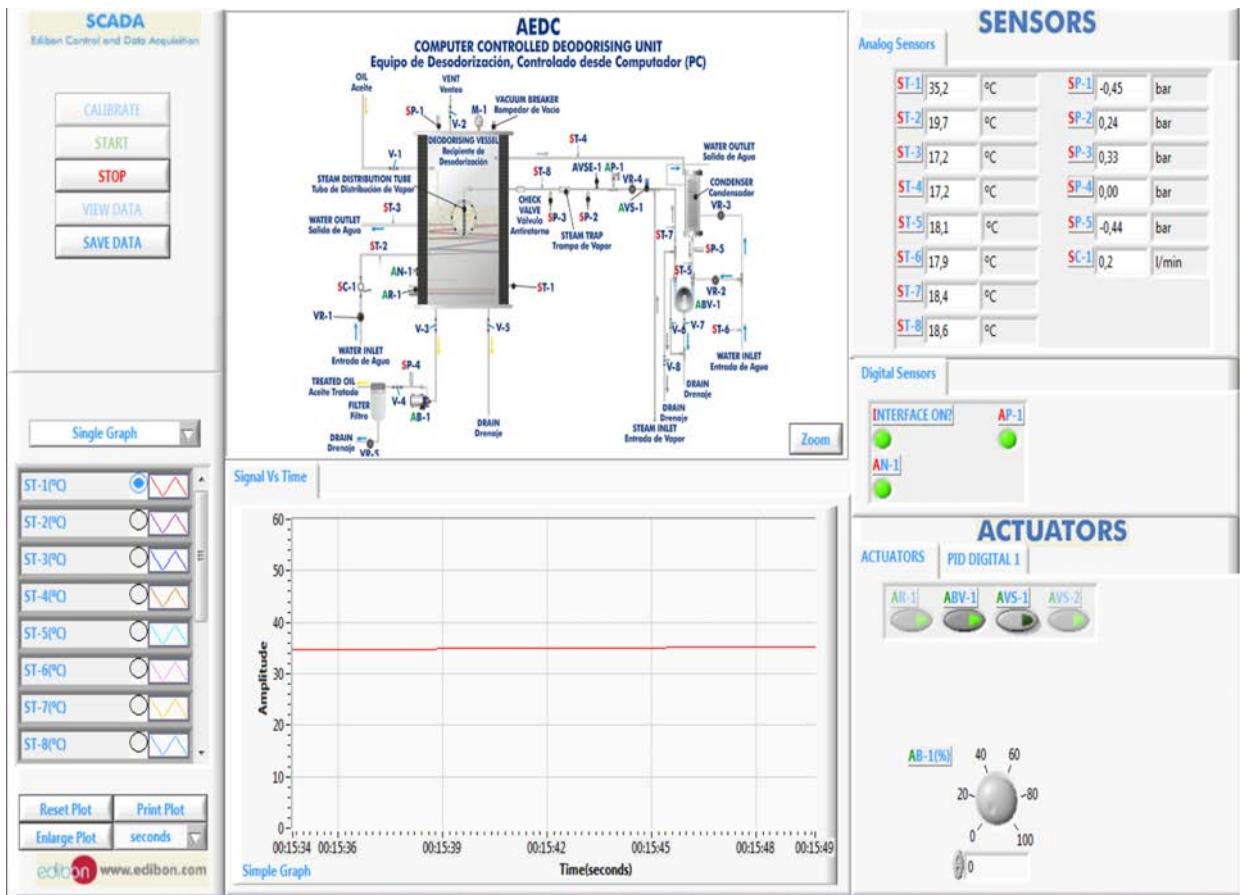 SCADA
Edibon Control and Data Acquisition
CALIBRATE
START
STOP
VIEW DATA
SAVE DATA
Single Graph
ST-1(ºC)
ST-2(ºC)
ST-3(ºC)
ST-4(ºC)
ST-5(ºC)
ST-6(ºC)
ST-7(ºC)
ST-8(ºC)
Reset Plot
Print Plot
Enlarge Plot
seconds
edibon www.edibon.com
AEDC
COMPUTER CONTROLLED DEODORISING UNIT
Equipo de Desodorización, Controlado desde Computador (PC)
OIL
Aceite
VENT
Venteo
SP-1
V-2
M-1
VACUUM BREAKER
Rompedor de Vacío
DEODORISING VESSEL
Recipiente de
Desodorización
V-1
STEAM DISTRIBUTION TUBE
Tubo de Distribución de Vapor
ST-3
WATER OUTLET
Salida de Agua
ST-2
SC-1
AN-1
AR-1
VR-1
WATER INLET
Entrada de Agua
ST-4
ST-8
AVSE-1
AP-1
VR-4
AVS-1
CHECK
VALVE
Válvula
Antiretorno
SP-3
SP-2
STEAM TRAP
Trampa de Vapor
WATER OUTLET
Salida de Agua
CONDENSER
Condensador
VR-3
ST-7
SP-5
ST-5
VR-2
ABV-1
ST-1
V-3
V-5
V-6
V-7
ST-6
V-8
WATER INLET
Entrada de Agua
DRAIN
Drenaje
DRAIN
Drenaje
STEAM INLET
Entrada de Vapor
SP-4
TREATED OIL
Aceite Tratado
V-4
FILTER
Filtro
AB-1
DRAIN
Drenaje
DRAIN
Drenaje
VR-5
Zoom
Signal Vs Time
60
50
40
30
20
10
0
Amplitude
00:15:34 00:15:36 00:15:39 00:15:42 00:15:45 00:15:48 00:15:49
Time(seconds)
Simple Graph
SENSORS
Analog Sensors
ST-1 35,2 ºC SP-1 -0,45 bar
ST-2 19,7 ºC SP-2 0,24 bar
ST-3 17,2 ºC SP-3 0,33 bar
ST-4 17,2 ºC SP-4 0,00 bar
ST-5 18,1 ºC SP-5 -0,44 bar
ST-6 17,9 ºC SC-1 0,2 l/min
ST-7 18,4 ºC
ST-8 18,6 ºC
Digital Sensors
INTERFACE ON? AP-1
AN-1
ACTUATORS
ACTUATORS PID DIGITAL 1
AR-1 ABV-1 AVS-1 AVS-2
AB-1(%)
40 60
20 80
0 100
0